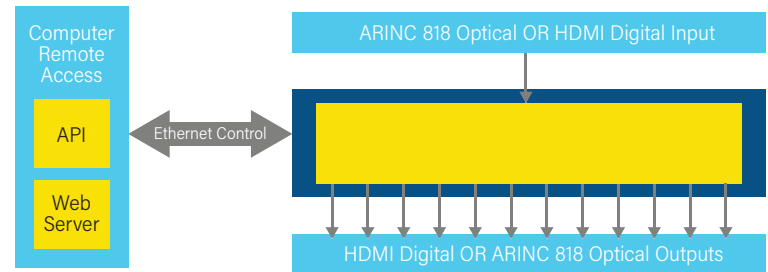 Computer
Remote
Access
API
Web
Server
Ethernet Control
ARINC 818 Optical OR HDMI Digital Input
HDMI Digital OR ARINC 818 Optical Outputs